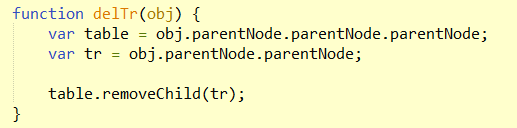 function delTr(obj) {
    var table = obj.parentNode.parentNode.parentNode;
    var tr = obj.parentNode.parentNode;

    table.removeChild(tr);
}